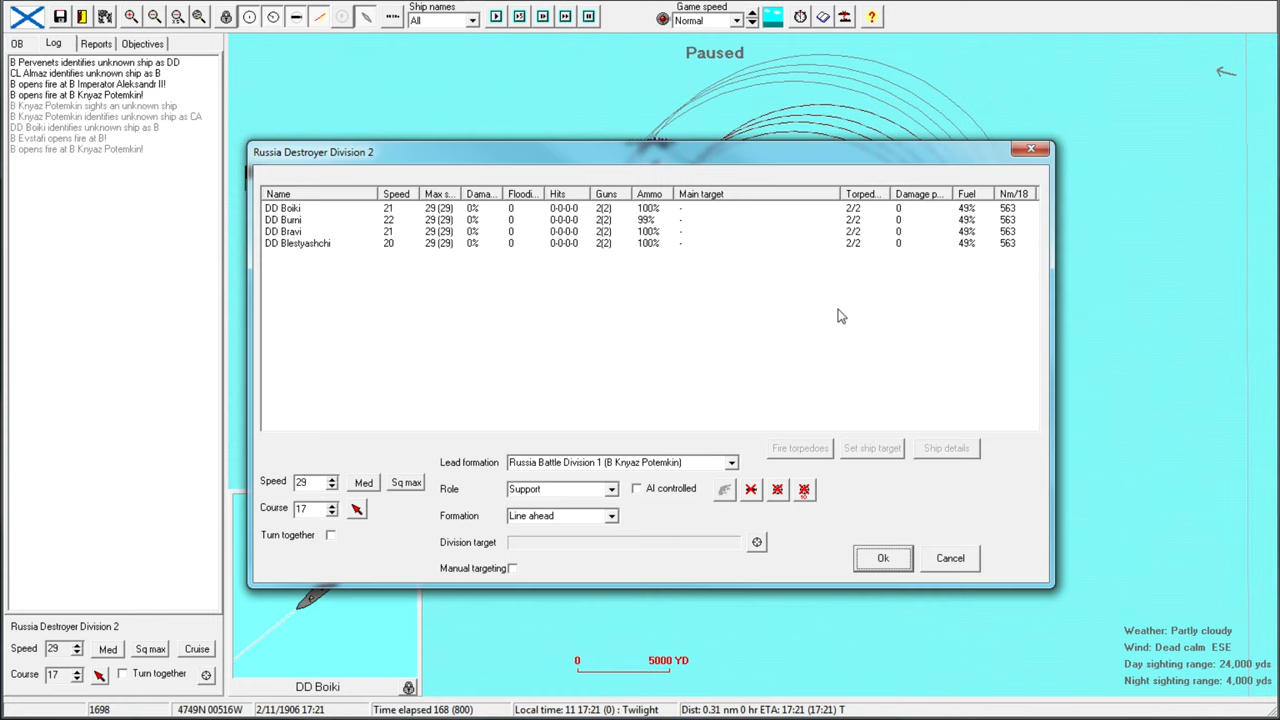 Ship names
All
Game speed
Normal
OB Log Reports Objectives
B Pervenets identifies unknown ship as DD
CL Almaz identifies unknown ship as B
B opens fire at B Imperator Aleksandr II!
B opens fire at B Knyaz Potemkin!
B Knyaz Potemkin sights an unknown ship
B Knyaz Potemkin identifies unknown ship as CA
DD Boiki identifies unknown ship as B
B Evstafi opens fire at B!
B opens fire at B Knyaz Potemkin!
Paused
Russia Destroyer Division 2
Name Speed Max s... Dama... Floodi... Hits Guns Ammo Main target Torped... Damage p... Fuel Nm/18
DD Boiki 21 29 (29) 0% 0 0-0-0-0 2(2) 100% - 2/2 0 49% 563
DD Burni 22 29 (29) 0% 0 0-0-0-0 2(2) 99% - 2/2 0 49% 563
DD Bravi 21 29 (29) 0% 0 0-0-0-0 2(2) 100% - 2/2 0 49% 563
DD Blestyashchi 20 29 (29) 0% 0 0-0-0-0 2(2) 100% - 2/2 0 49% 563
Fire torpedoes Set ship target Ship details
Lead formation Russia Battle Division 1 (B Knyaz Potemkin)
Speed 29 Med Sq max
Role Support AI controlled
10
Course 17
Formation Line ahead
Turn together
Division target
Manual targeting
Ok Cancel
Russia Destroyer Division 2
Speed 29 Med Sq max Cruise
Course 17 Turn together
DD Boiki
0 5000 YD
Weather: Partly cloudy
Wind: Dead calm ESE
Day sighting range: 24,000 yds
Night sighting range: 4,000 yds
1698 4749N 00516W 2/11/1906 17:21 Time elapsed 168 (800) Local time: 11 17:21 : Twilight Dist: 0.31 nm 0 hr ETA: 17:21 (17:21) T